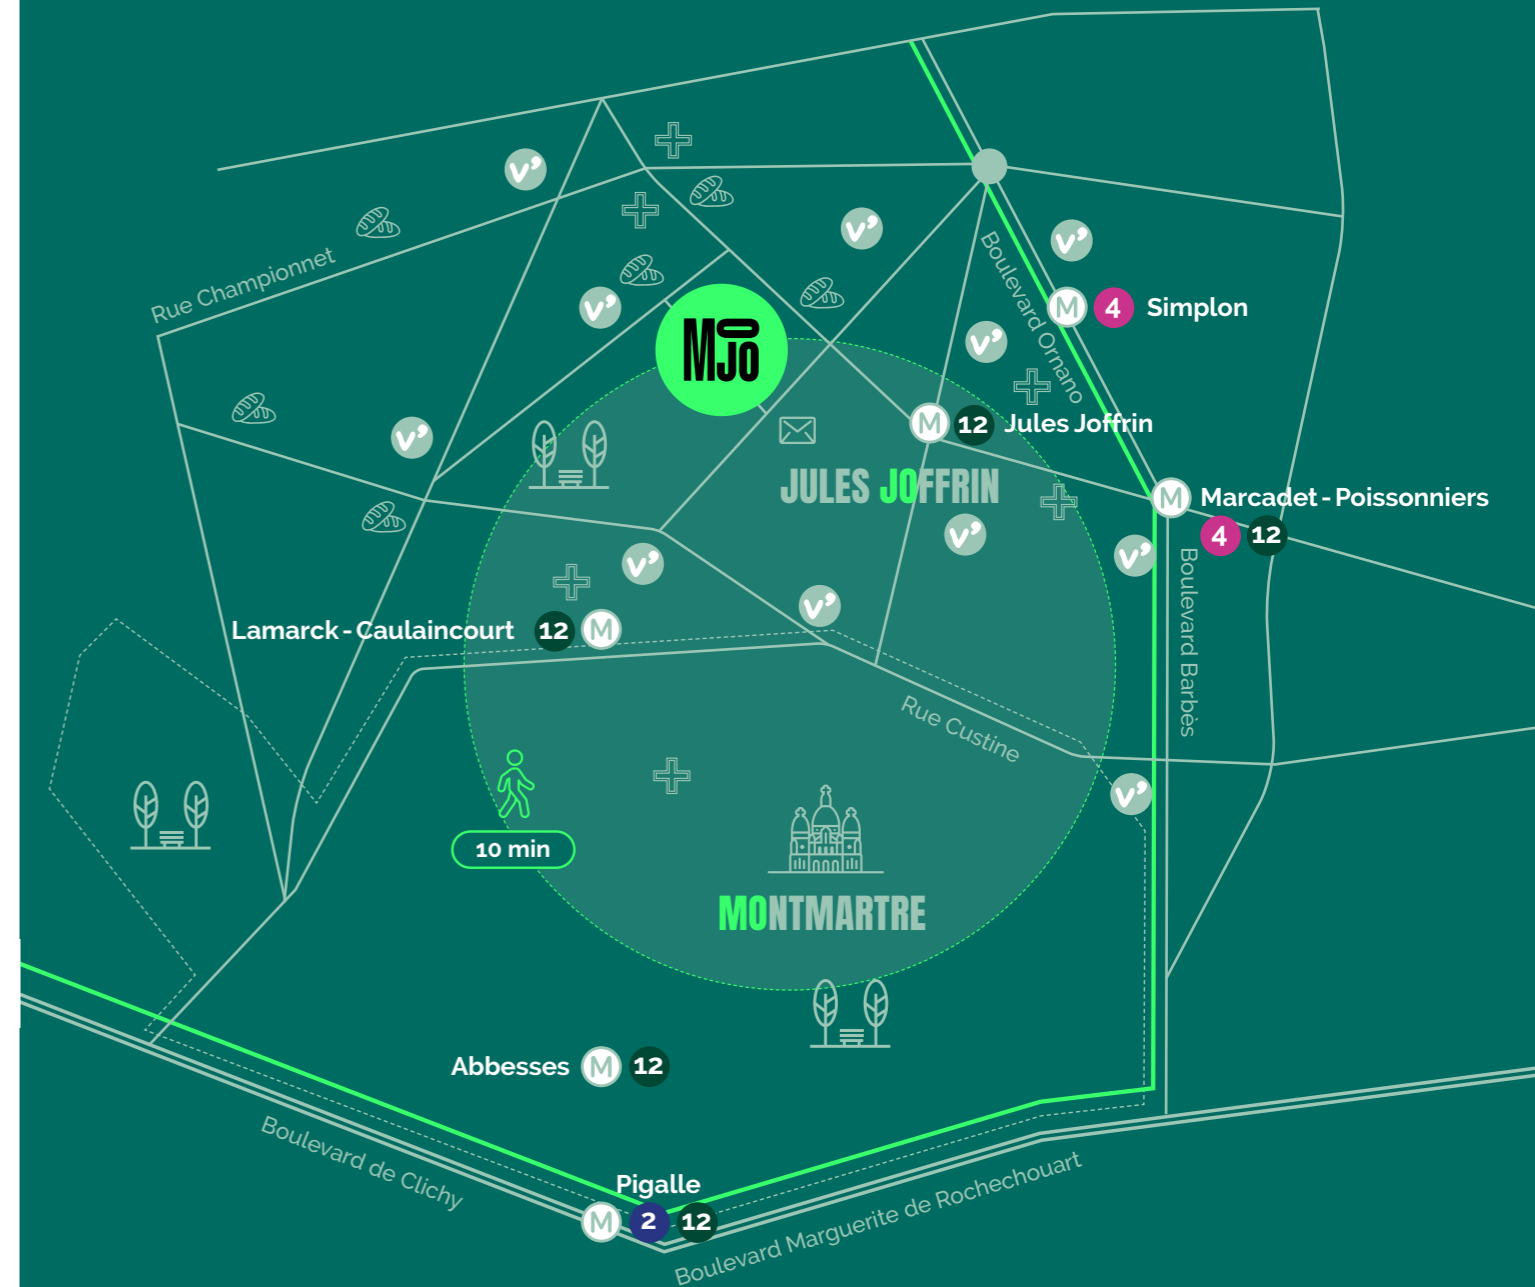 v’
Rue Championnet
v’
v’
v’
M 4 Simplon
Boulevard Ornano
MOJO
v’
v’
M 12 Jules Joffrin
JULES JOFFRIN
M Marcadet - Poissonniers
4 12
v’
v’
v’
v’
Lamarck - Caulaincourt 12 M
Boulevard Barbès
Rue Custine
v’
10 min
MONTMARTRE
Abbesses M 12
Boulevard de Clichy
Pigalle
M 2 12
Boulevard Marguerite de Rochechouart